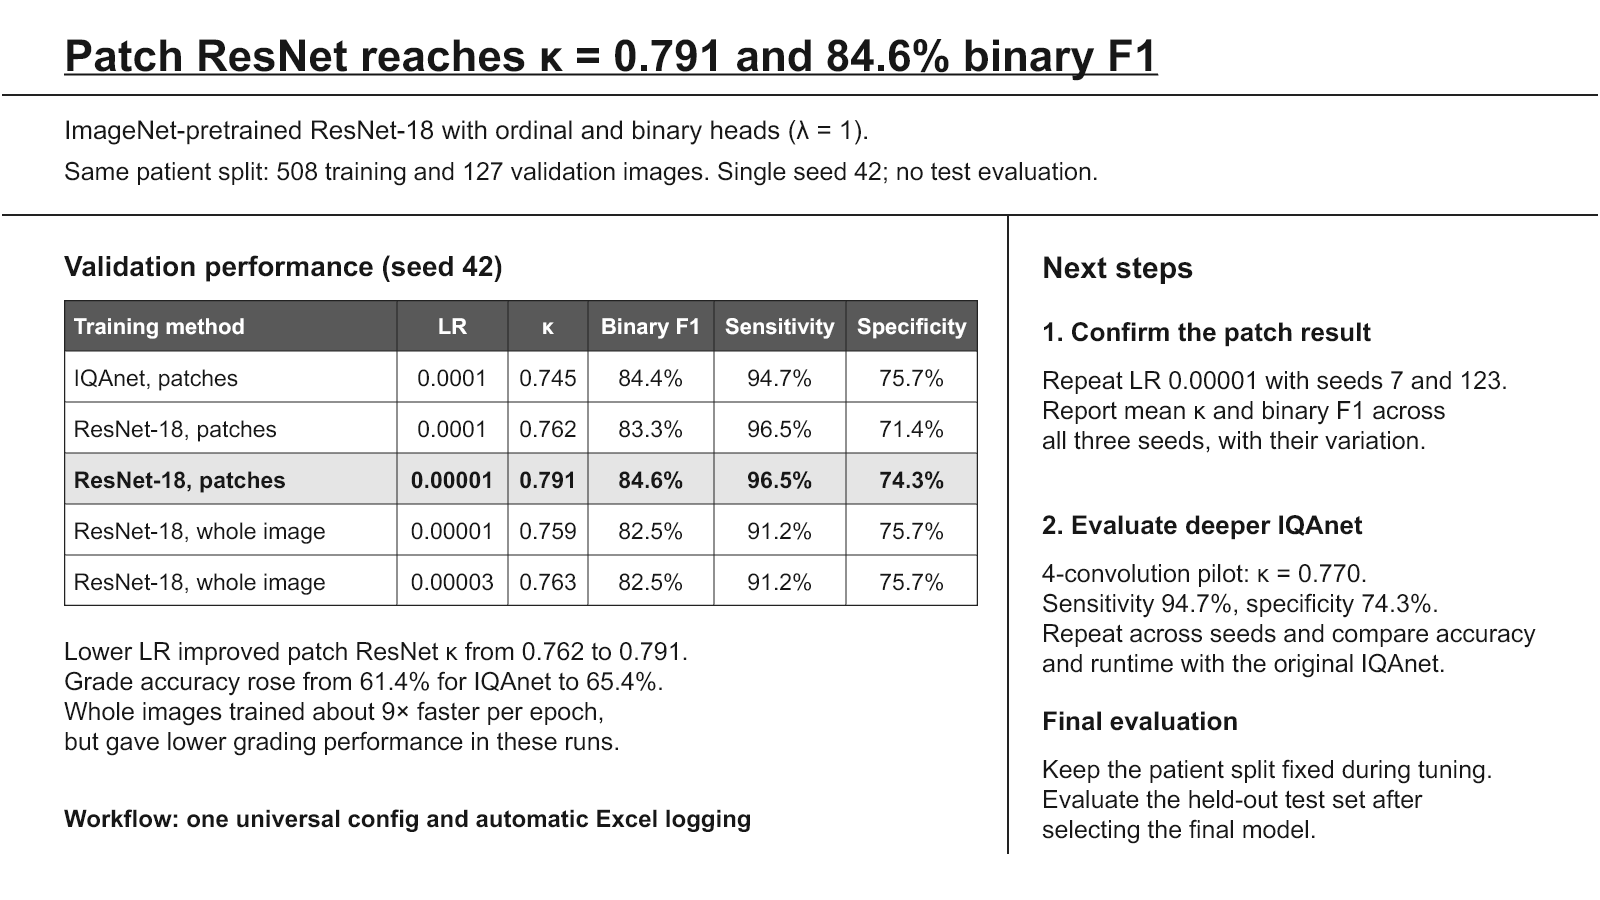 Patch ResNet reaches κ = 0.791 and 84.6% binary F1
ImageNet-pretrained ResNet-18 with ordinal and binary heads (λ = 1).
Same patient split: 508 training and 127 validation images. Single seed 42; no test evaluation.
Validation performance (seed 42)
Training method LR κ Binary F1 Sensitivity Specificity
IQAnet, patches 0.0001 0.745 84.4% 94.7% 75.7%
ResNet-18, patches 0.0001 0.762 83.3% 96.5% 71.4%
ResNet-18, patches 0.00001 0.791 84.6% 96.5% 74.3%
ResNet-18, whole image 0.00001 0.759 82.5% 91.2% 75.7%
ResNet-18, whole image 0.00003 0.763 82.5% 91.2% 75.7%
Lower LR improved patch ResNet κ from 0.762 to 0.791.
Grade accuracy rose from 61.4% for IQAnet to 65.4%.
Whole images trained about 9× faster per epoch,
but gave lower grading performance in these runs.
Workflow: one universal config and automatic Excel logging
Next steps
1. Confirm the patch result
Repeat LR 0.00001 with seeds 7 and 123.
Report mean κ and binary F1 across
all three seeds, with their variation.
2. Evaluate deeper IQAnet
4-convolution pilot: κ = 0.770.
Sensitivity 94.7%, specificity 74.3%.
Repeat across seeds and compare accuracy
and runtime with the original IQAnet.
Final evaluation
Keep the patient split fixed during tuning.
Evaluate the held-out test set after
selecting the final model.